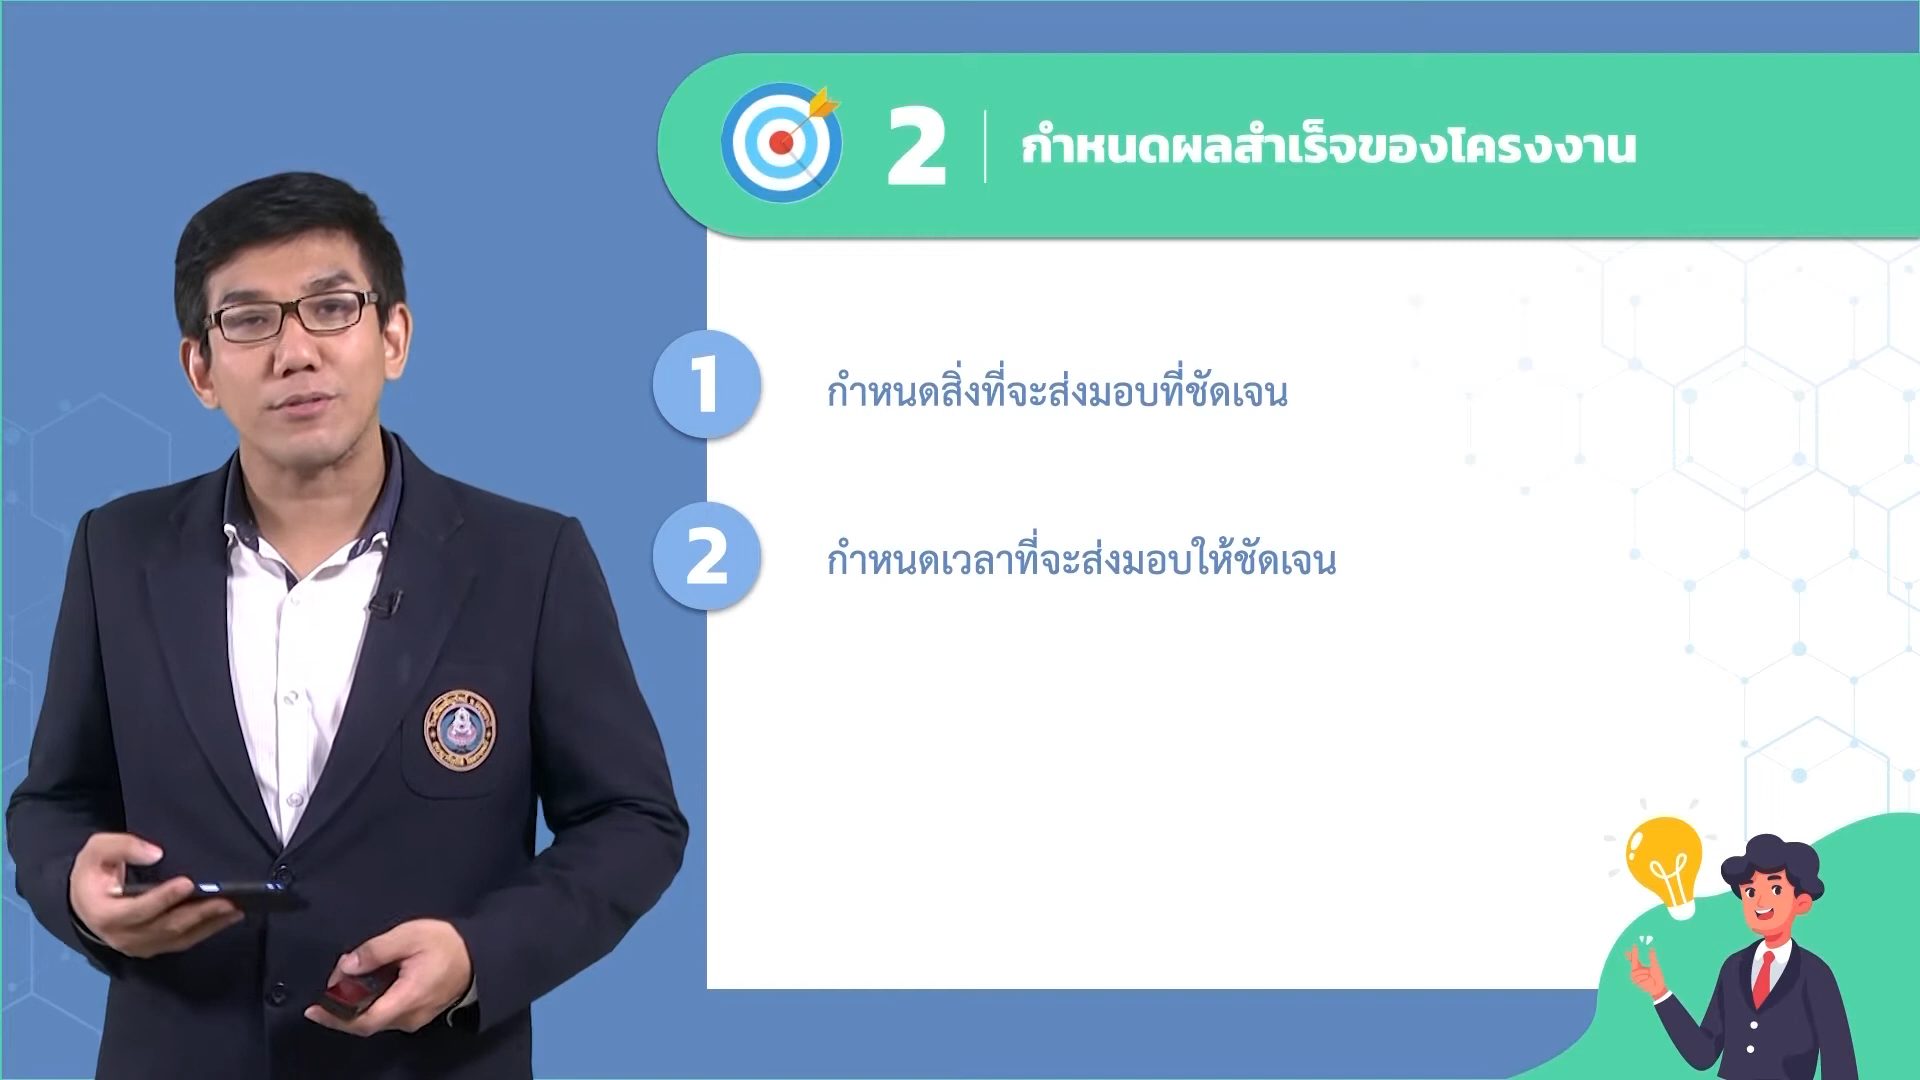 2 กำหนดผลสำเร็จของโครงงาน
1 กำหนดสิ่งที่จะส่งมอบที่ชัดเจน
2 กำหนดเวลาที่จะส่งมอบให้ชัดเจน